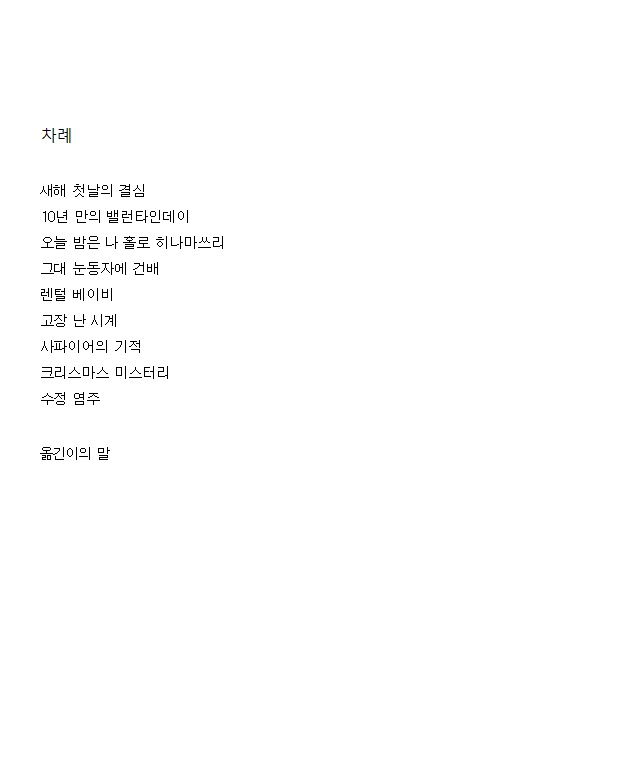 차례
새해 첫날의 결심
10년 만의 밸런타인데이
오늘 밤은 나 홀로 히나마쓰리
그대 눈동자에 건배
렌털 베이비
고장 난 시계
사파이어의 기적
크리스마스 미스터리
수정 염주
옮긴이의 말